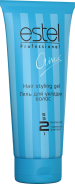 estel
Professional
Hair styling gel
Гель для укладки
волос
2